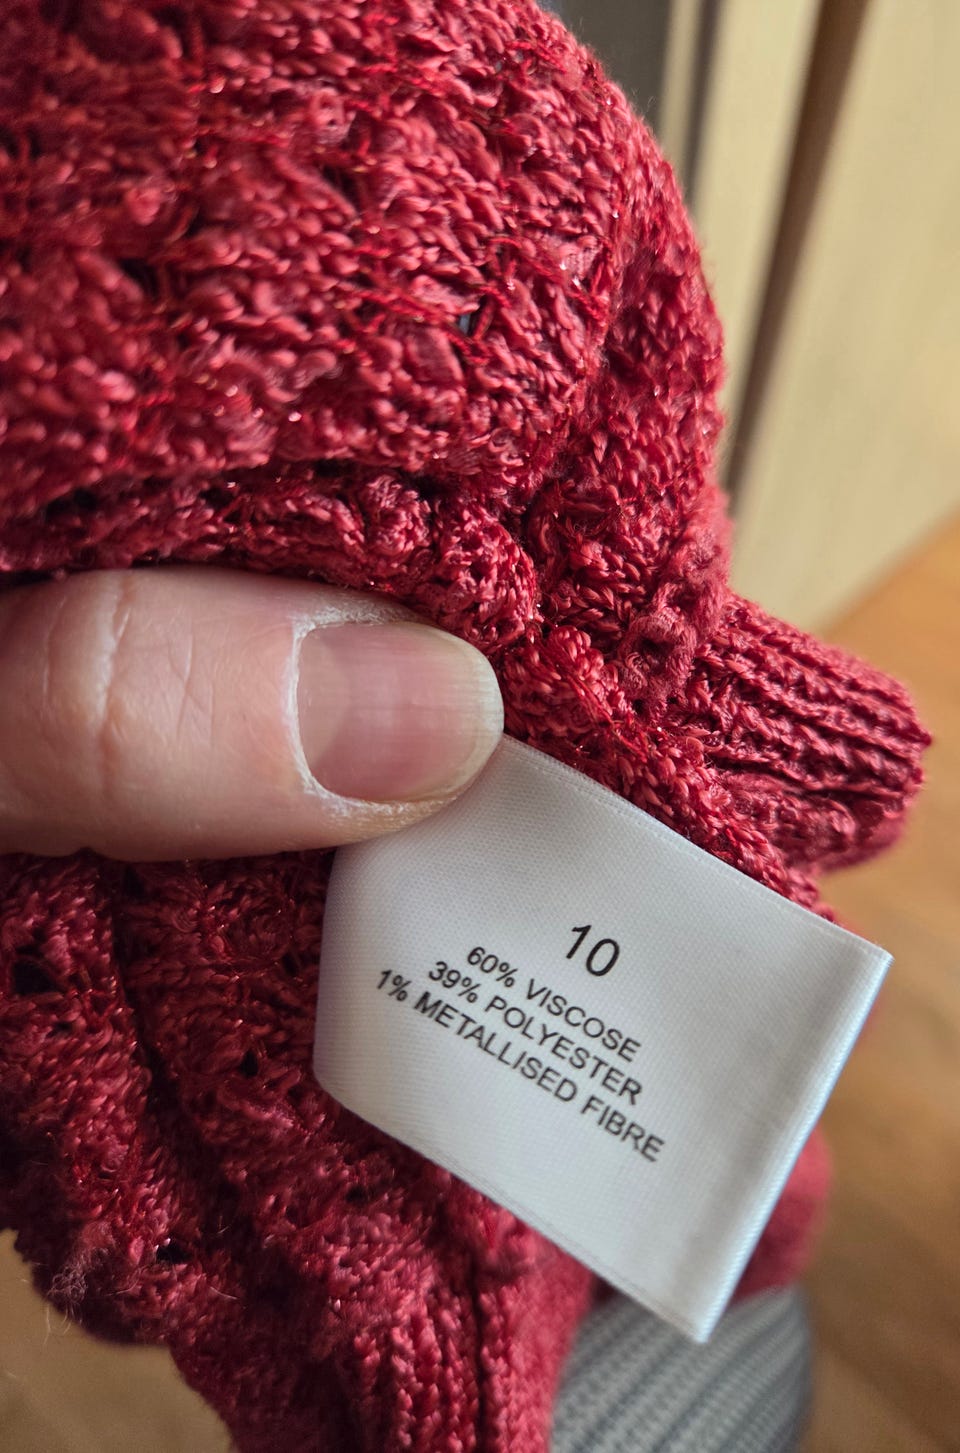 10
60% VISCOSE
39% POLYESTER
1% METALLISED FIBRE